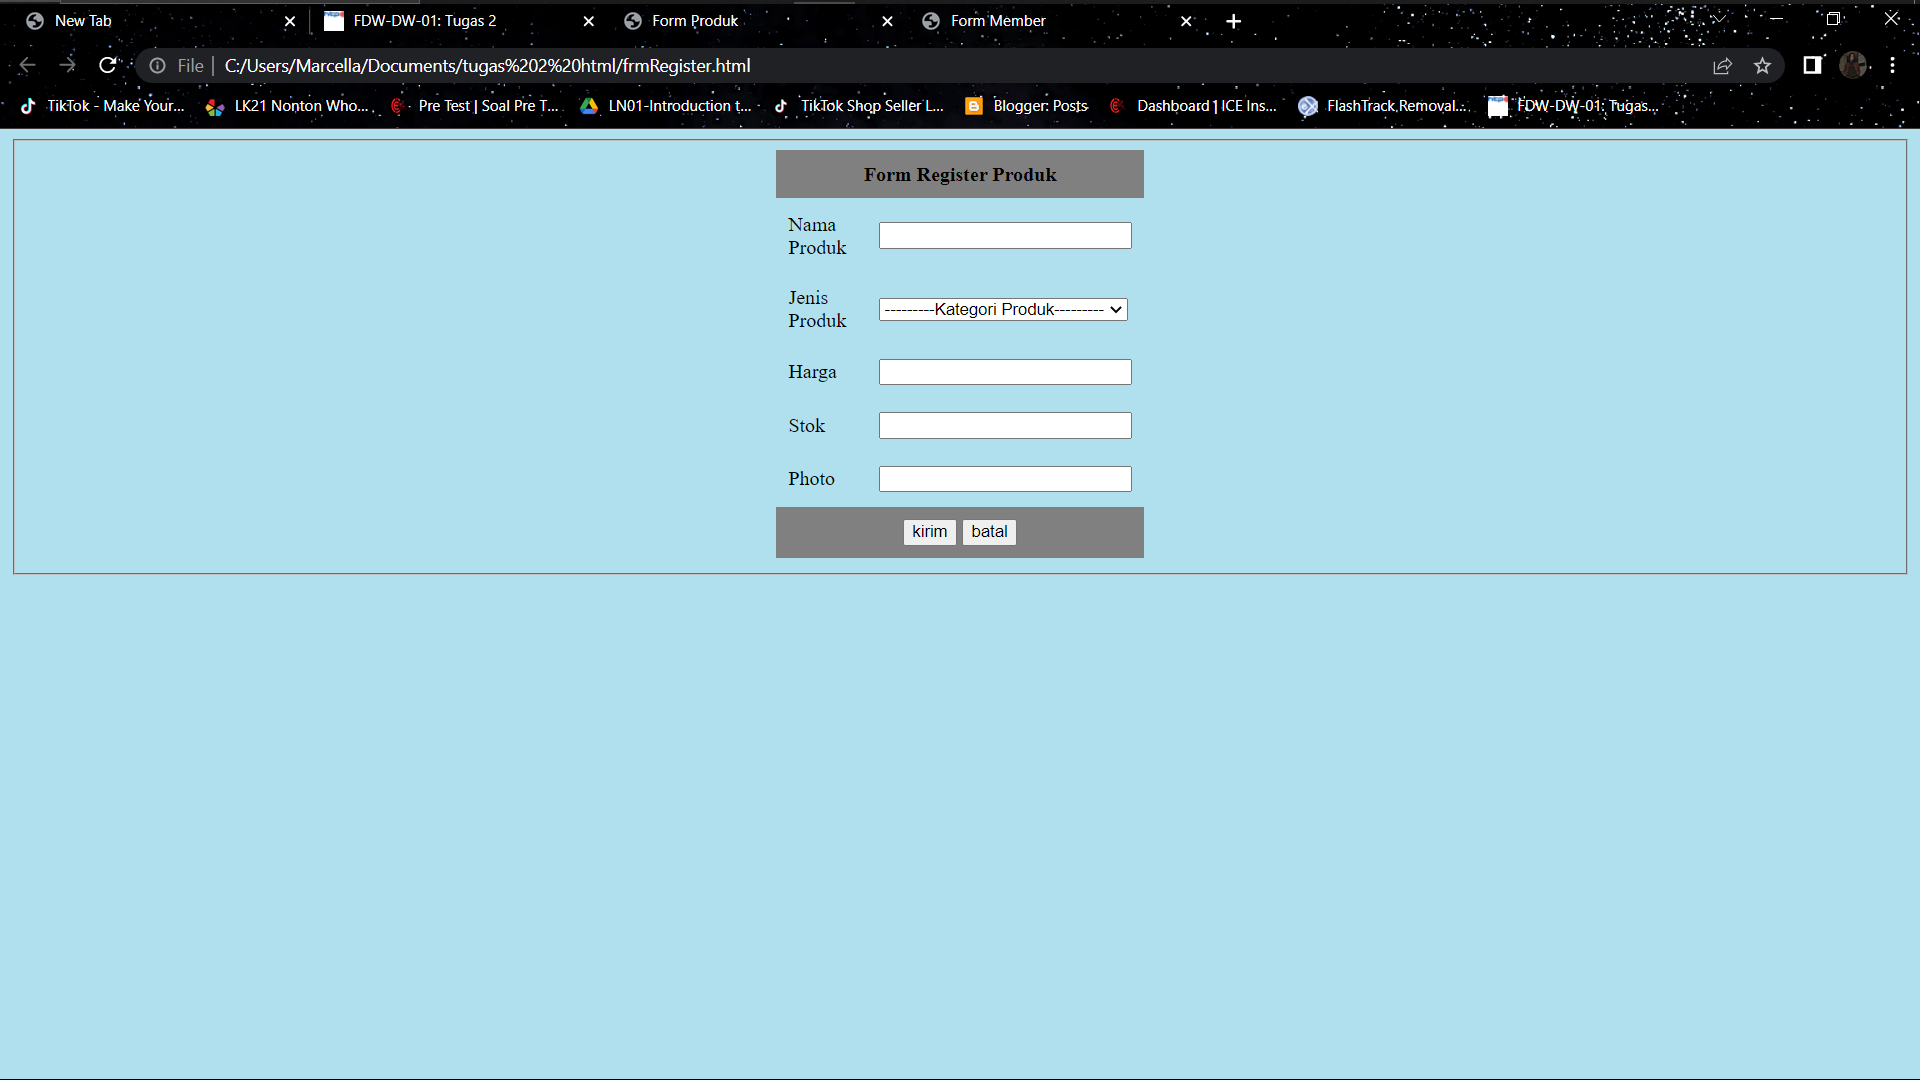 New Tab
FDW-DW-01: Tugas 2
Form Produk
Form Member
File
C:/Users/Marcella/Documents/tugas%202%20html/frmRegister.html
TikTok - Make Your...
LK21 Nonton Who...
Pre Test | Soal Pre T...
LN01-Introduction t...
TikTok Shop Seller L...
Blogger: Posts
Dashboard | ICE Ins...
FlashTrack Removal...
FDW-DW-01: Tugas...
Form Register Produk
Nama
Produk
Jenis
Produk
---------Kategori Produk---------
Harga
Stok
Photo
kirim
batal